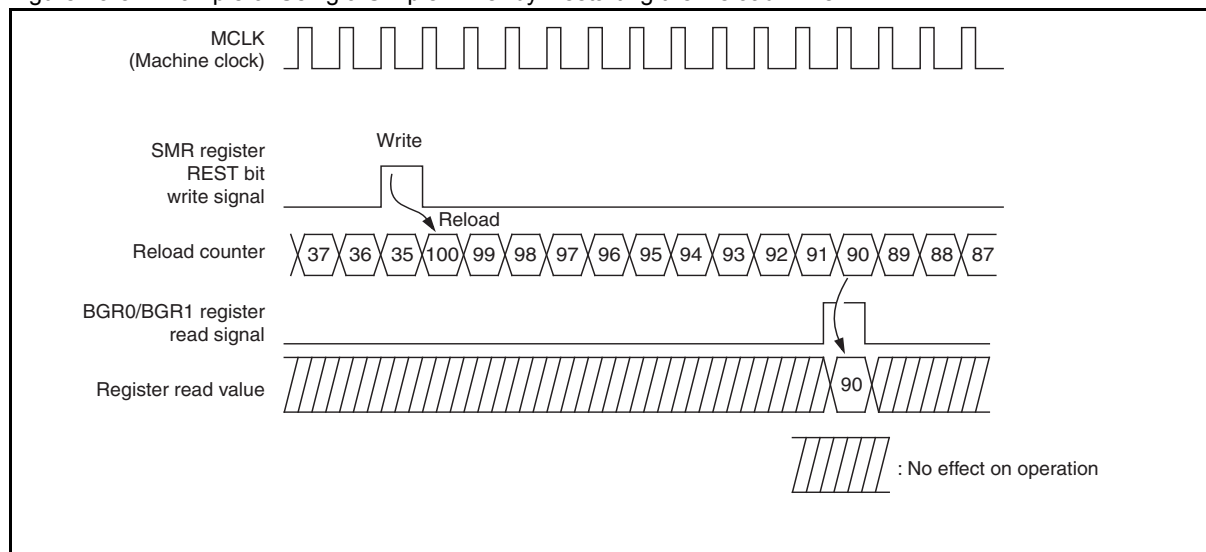 MCLK
(Machine clock)
SMR register
REST bit
write signal
Write
Reload
Reload counter
37 36 35 100 99 98 97 96 95 94 93 92 91 90 89 88 87
BGR0/BGR1 register
read signal
Register read value
90
: No effect on operation